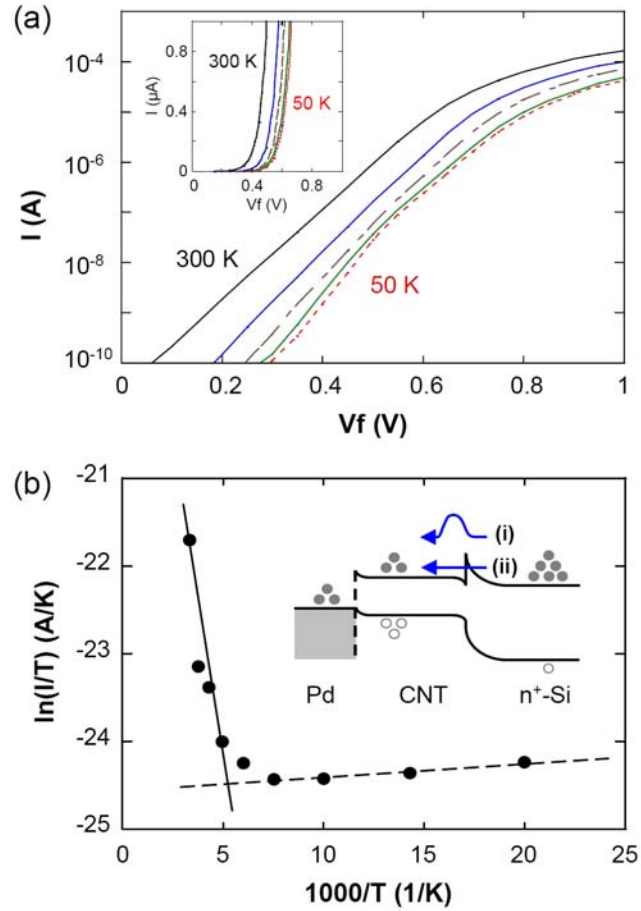 (a)
I (A)
10⁻⁴
10⁻⁶
10⁻⁸
10⁻¹⁰
300 K
50 K
0
0.2
0.4
0.6
0.8
1
Vf (V)
I (µA)
0.8
0.4
0
300 K
50 K
0
0.4
0.8
Vf (V)
(b)
ln(I/T) (A/K)
-21
-22
-23
-24
-25
(i)
(ii)
Pd
CNT
n⁺-Si
0
5
10
15
20
25
1000/T (1/K)